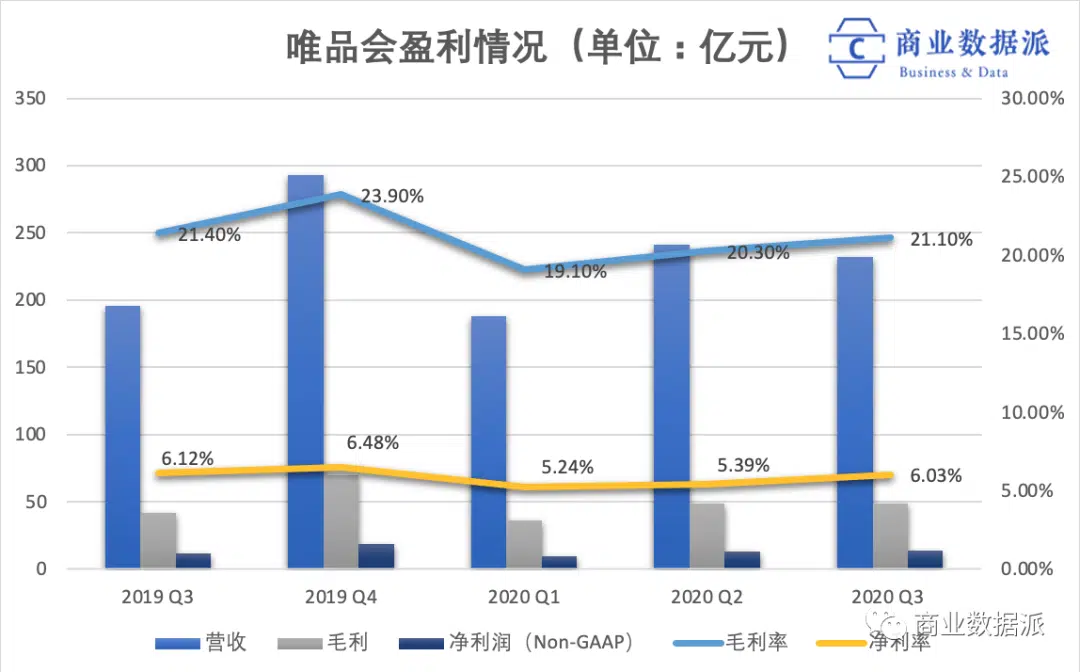 唯品会盈利情况（单位：亿元）
C
商业数据派
Business & Data
350
300
250
200
150
100
50
0
30.00%
25.00%
20.00%
15.00%
10.00%
5.00%
0.00%
21.40%
23.90%
19.10%
20.30%
21.10%
6.12%
6.48%
5.24%
5.39%
6.03%
2019 Q3
2019 Q4
2020 Q1
2020 Q2
2020 Q3
营收 毛利 净利润（Non-GAAP） 毛利率 净利率
商业数据派